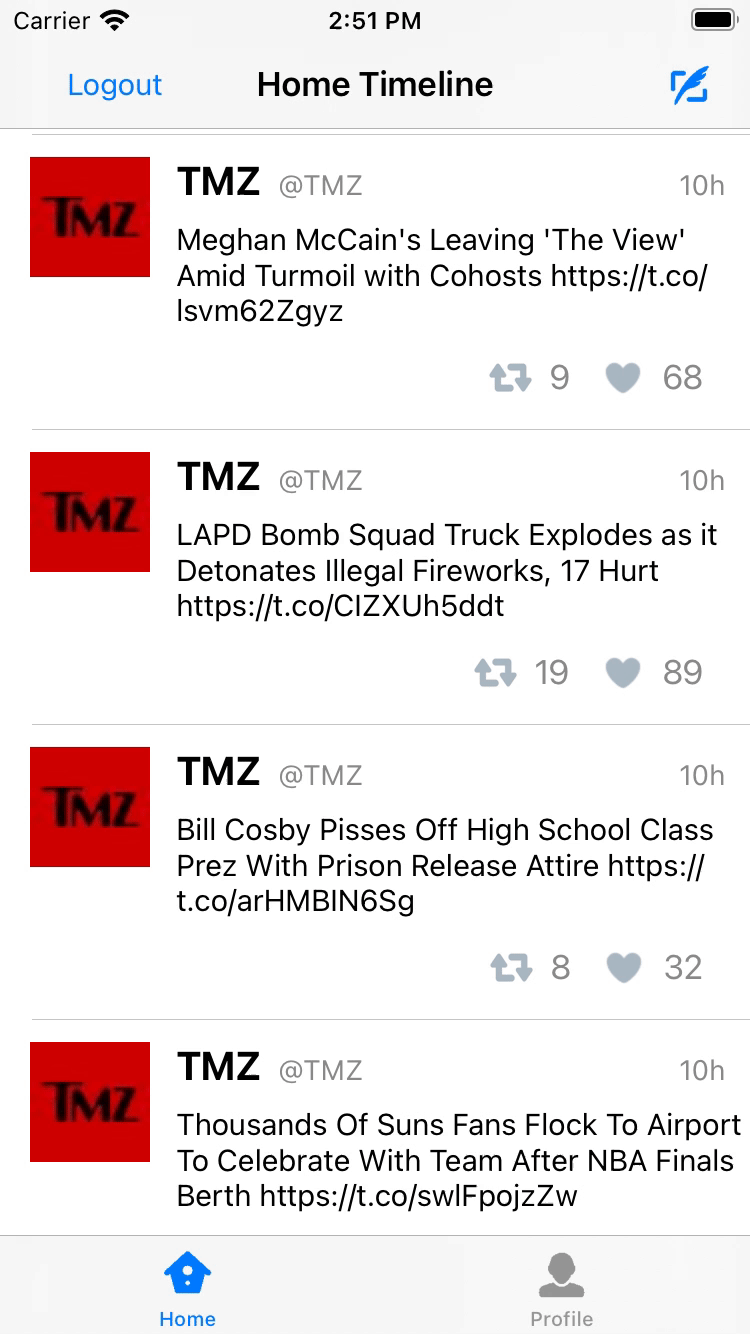 Carrier 2:51 PM
Logout Home Timeline
TMZ
TMZ @TMZ 10h
Meghan McCain's Leaving 'The View'
Amid Turmoil with Cohosts https://t.co/
lsvm62Zgyz
9 68
TMZ
TMZ @TMZ 10h
LAPD Bomb Squad Truck Explodes as it
Detonates Illegal Fireworks, 17 Hurt
https://t.co/CIZXUh5ddt
19 89
TMZ
TMZ @TMZ 10h
Bill Cosby Pisses Off High School Class
Prez With Prison Release Attire https://
t.co/arHMBIN6Sg
8 32
TMZ
TMZ @TMZ 10h
Thousands Of Suns Fans Flock To Airport
To Celebrate With Team After NBA Finals
Berth https://t.co/swlFpojzZw
Home Profile